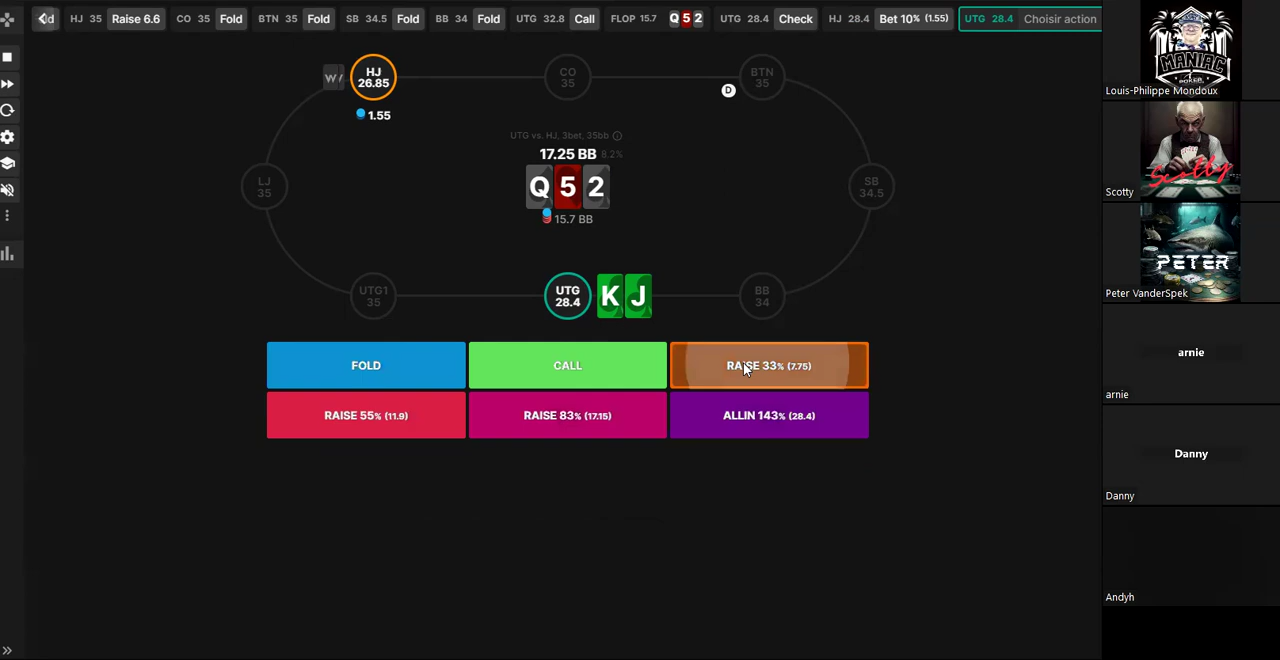 d HJ 35 Raise 6.6 CO 35 Fold BTN 35 Fold SB 34.5 Fold BB 34 Fold UTG 32.8 Call FLOP 15.7 Q 5 2 UTG 28.4 Check HJ 28.4 Bet 10% (1.55) UTG 28.4 Choisir action
HJ
26.85
CO
35
BTN
35
D
1.55
UTG vs. HJ, 3bet, 35bb
17.25 BB 8.2%
Q 5 2
15.7 BB
LJ
35
SB
34.5
UTG1
35
UTG
28.4
K J
BB
34
FOLD
CALL
RAISE 33% (7.75)
RAISE 55% (11.9)
RAISE 83% (17.15)
ALLIN 143% (28.4)
MANIAC
POKER
Louis-Philippe Mondoux
Scotty
Scotty
PETER
Peter VanderSpek
arnie
arnie
Danny
Danny
Andyh